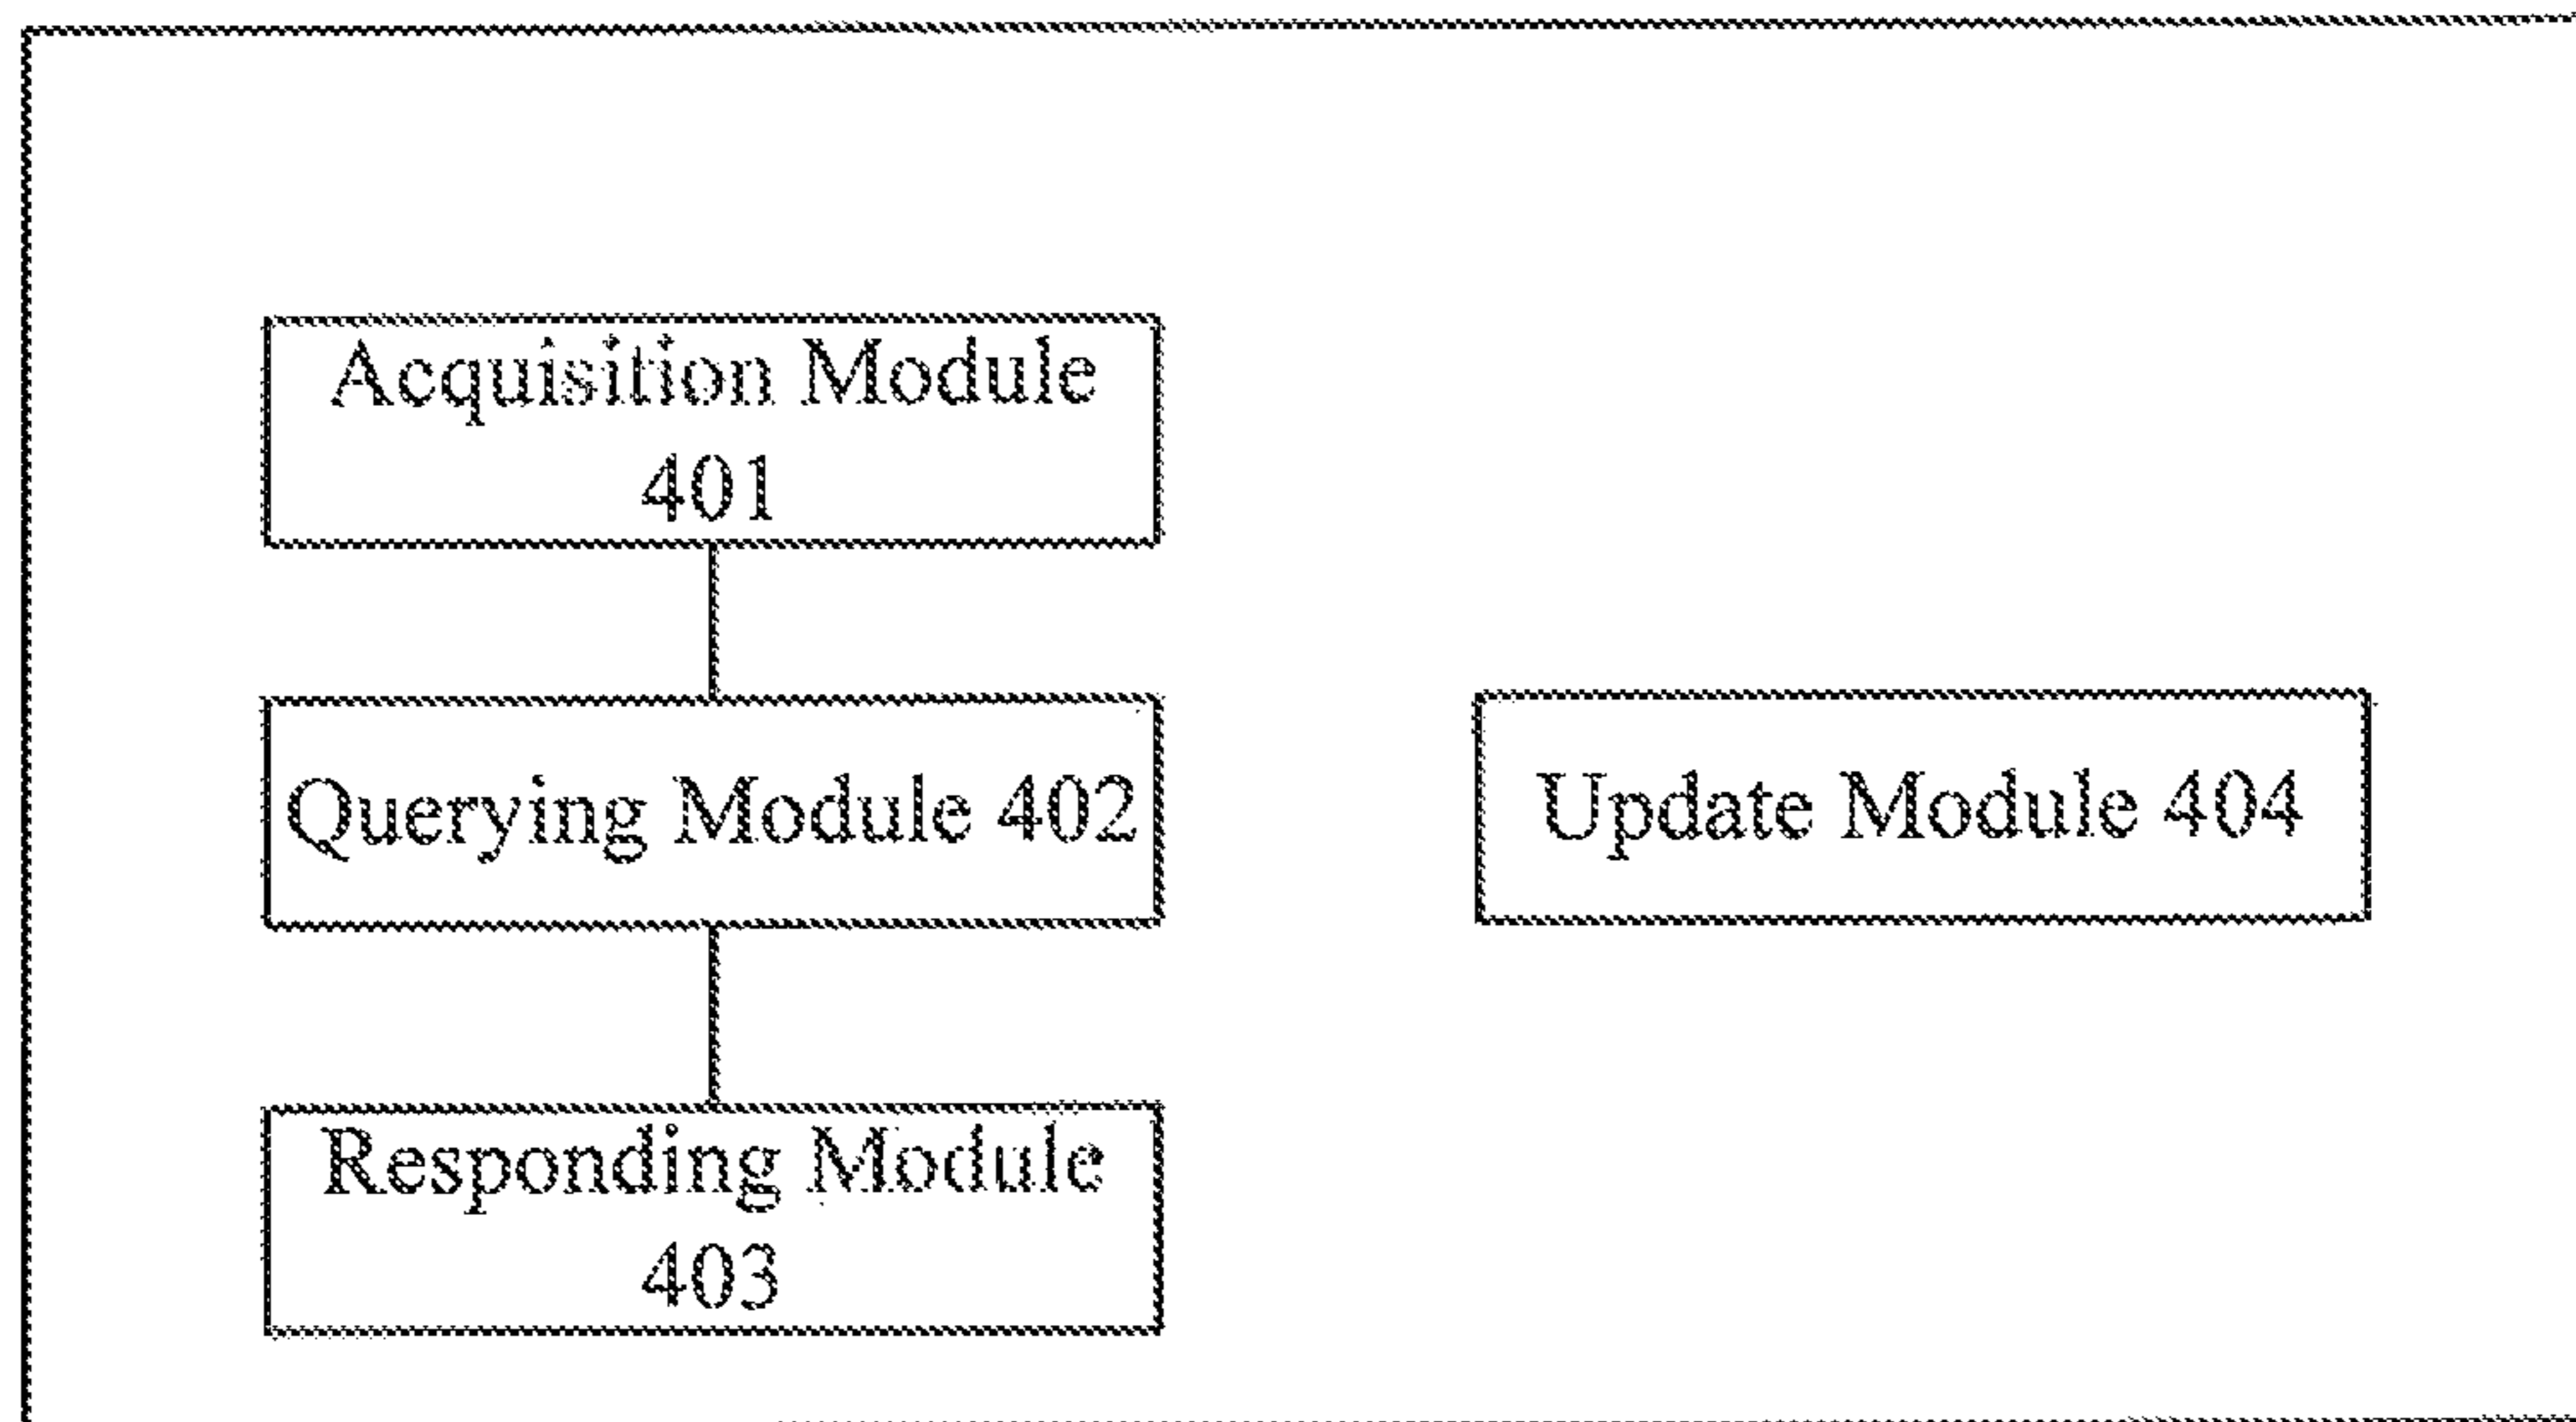 Acquisition Module
401
Querying Module 402
Update Module 404
Responding Module
403